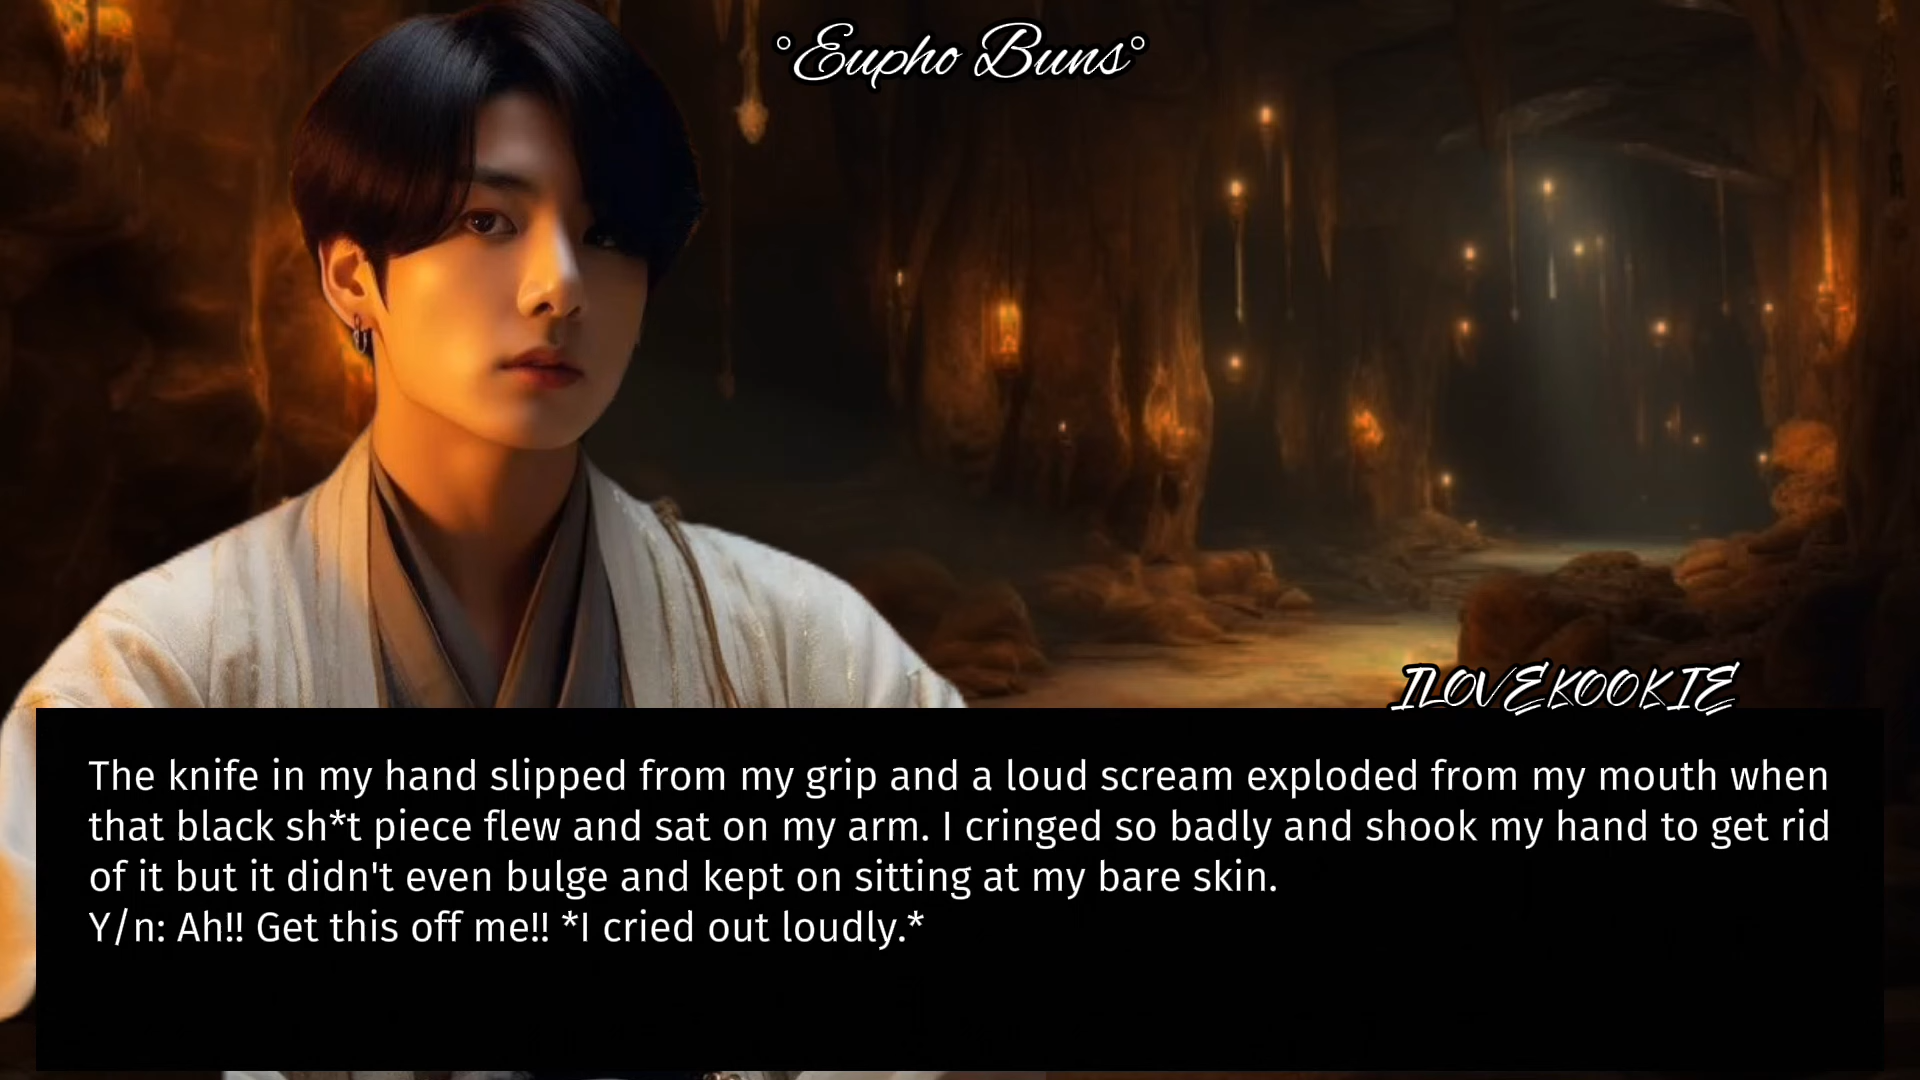 °Eupho Buns°
ILOVEKOOKIE
The knife in my hand slipped from my grip and a loud scream exploded from my mouth when
that black sh*t piece flew and sat on my arm. I cringed so badly and shook my hand to get rid
of it but it didn't even bulge and kept on sitting at my bare skin.
Y/n: Ah!! Get this off me!! *I cried out loudly.*